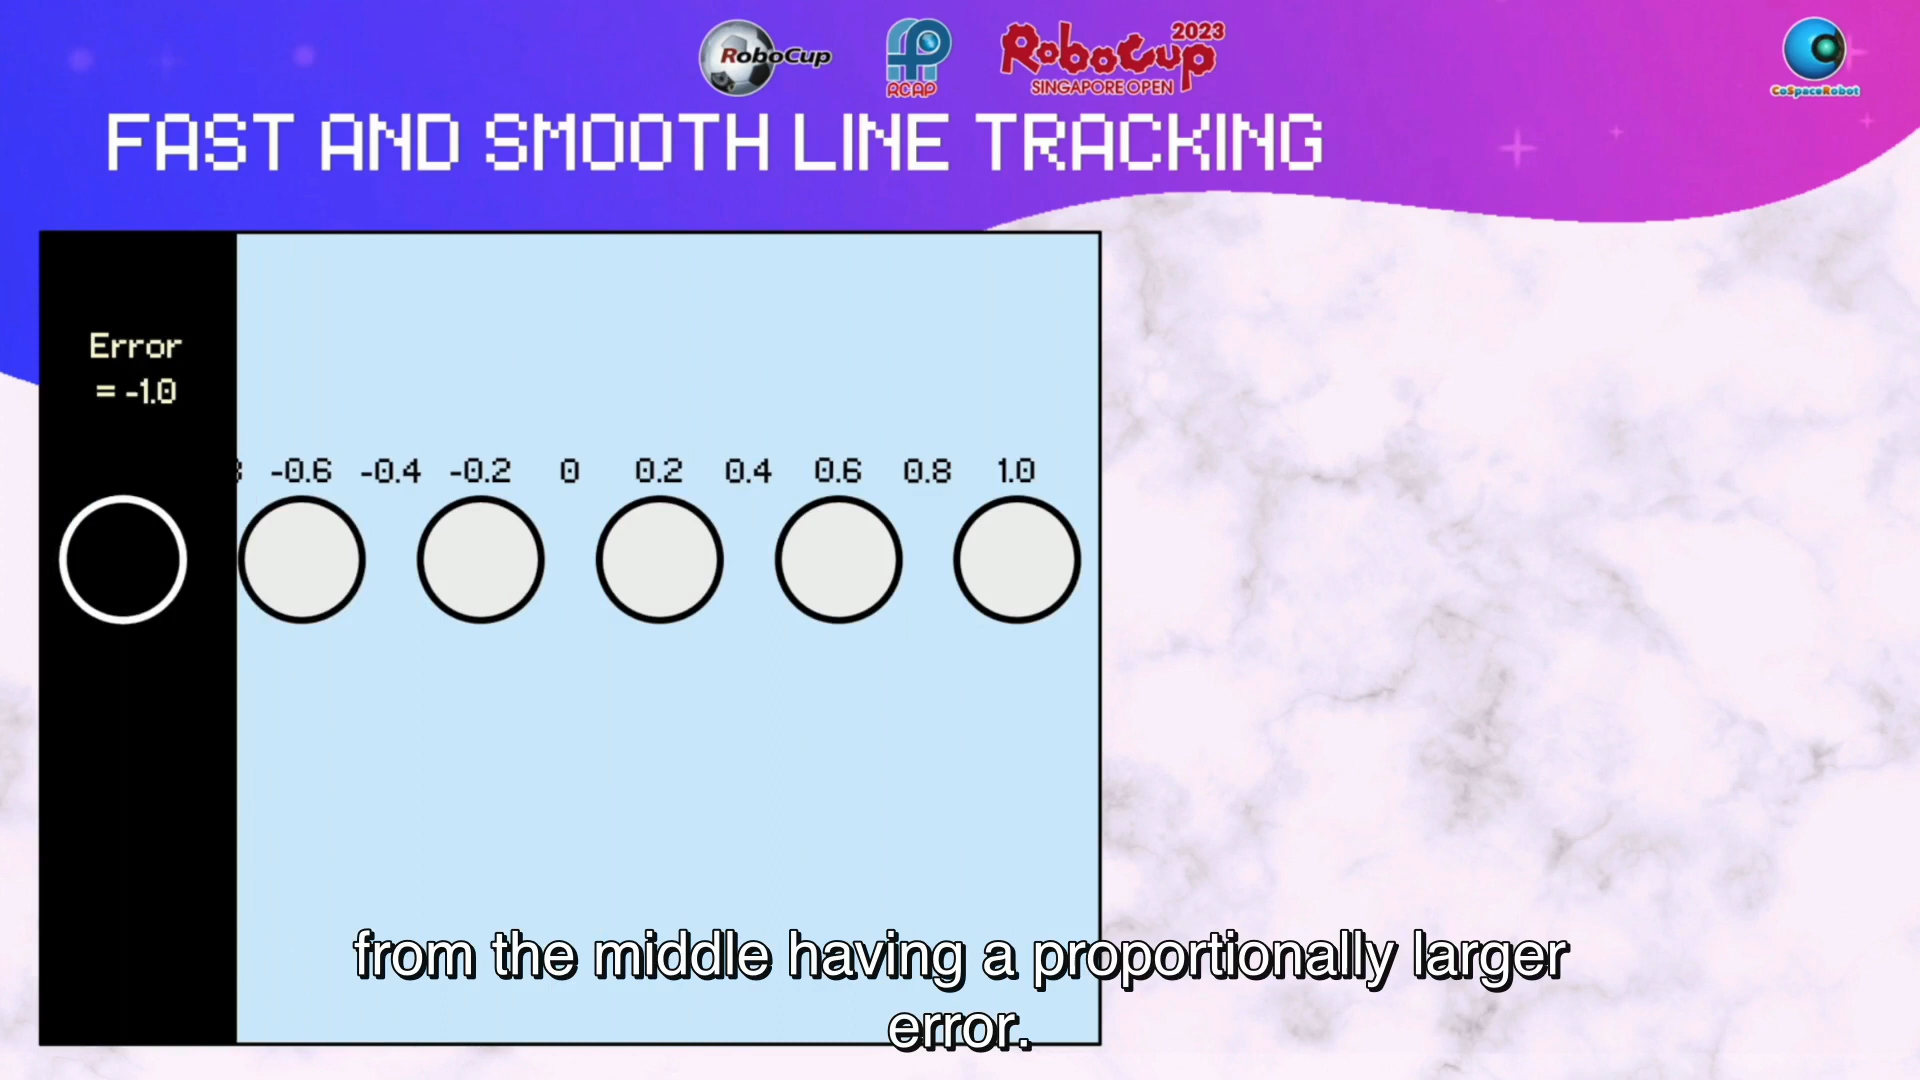 RoboCup
RCAP
RoboCup 2023
SINGAPORE OPEN
CoSpaceRobot
FAST AND SMOOTH LINE TRACKING
Error
= -1.0
-0.6 -0.4 -0.2 0 0.2 0.4 0.6 0.8 1.0
from the middle having a proportionally larger
error.